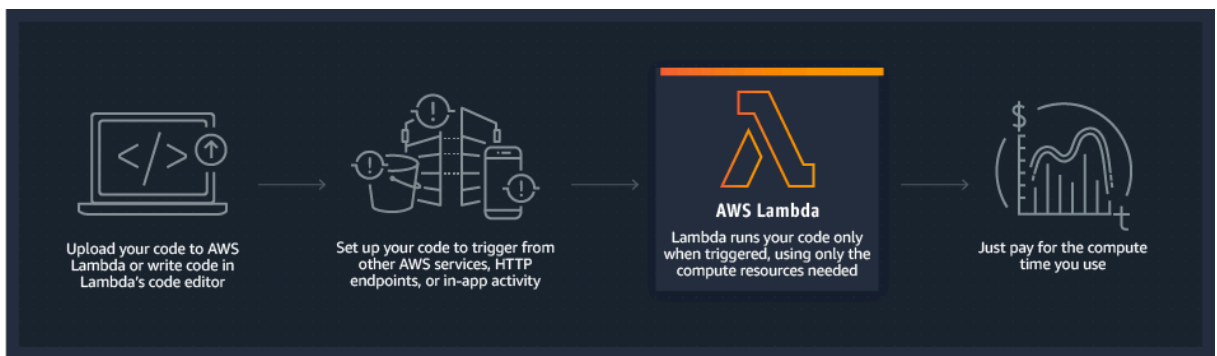 </>
$
t
Upload your code to AWS
Lambda or write code in
Lambda's code editor
Set up your code to trigger from
other AWS services, HTTP
endpoints, or in-app activity
AWS Lambda
Lambda runs your code only
when triggered, using only the
compute resources needed
Just pay for the compute
time you use